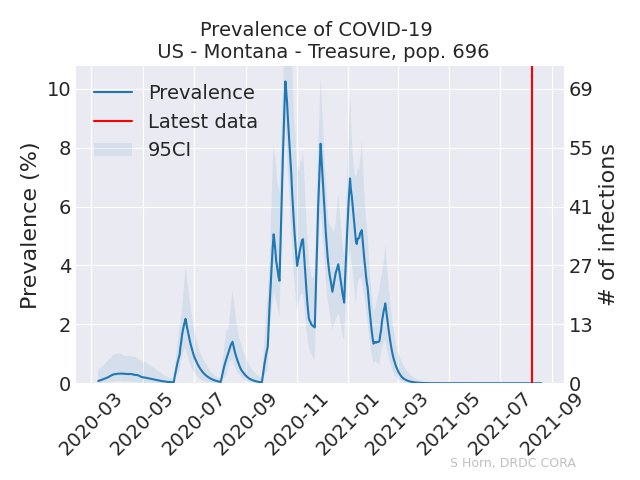 Prevalence of COVID-19
US - Montana - Treasure, pop. 696
Prevalence
Latest data
95CI
Prevalence (%)
10
8
6
4
2
0
# of infections
69
55
41
27
13
0
2020-03
2020-05
2020-07
2020-09
2020-11
2021-01
2021-03
2021-05
2021-07
2021-09
S Horn, DRDC CORA